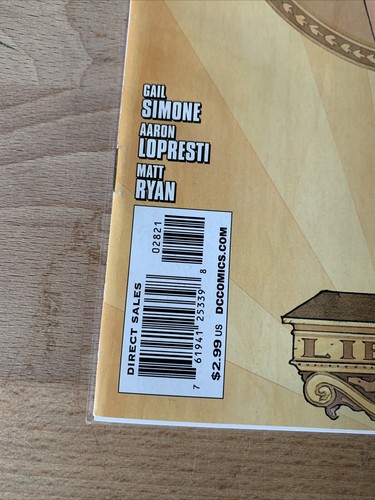 GAIL
SIMONE
AARON
LOPRESTI
MATT
RYAN
02821
DIRECT SALES
7 61941 25339 8
$2.99 US DCCOMICS.COM
LI